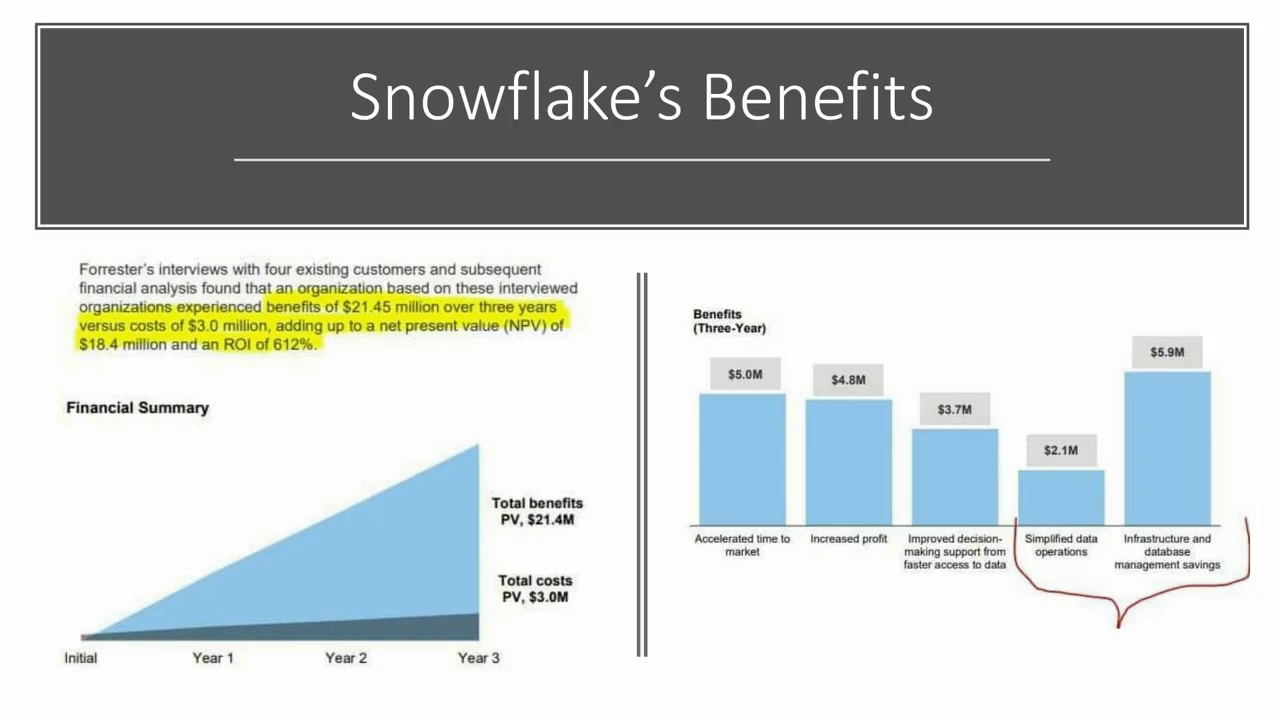 Snowflake’s Benefits
Forrester’s interviews with four existing customers and subsequent
financial analysis found that an organization based on these interviewed
organizations experienced benefits of $21.45 million over three years
versus costs of $3.0 million, adding up to a net present value (NPV) of
$18.4 million and an ROI of 612%.
Financial Summary
Total benefits
PV, $21.4M
Total costs
PV, $3.0M
Initial
Year 1
Year 2
Year 3
Benefits
(Three-Year)
$5.0M
$4.8M
$3.7M
$2.1M
$5.9M
Accelerated time to
market
Increased profit
Improved decision-
making support from
faster access to data
Simplified data
operations
Infrastructure and
database
management savings